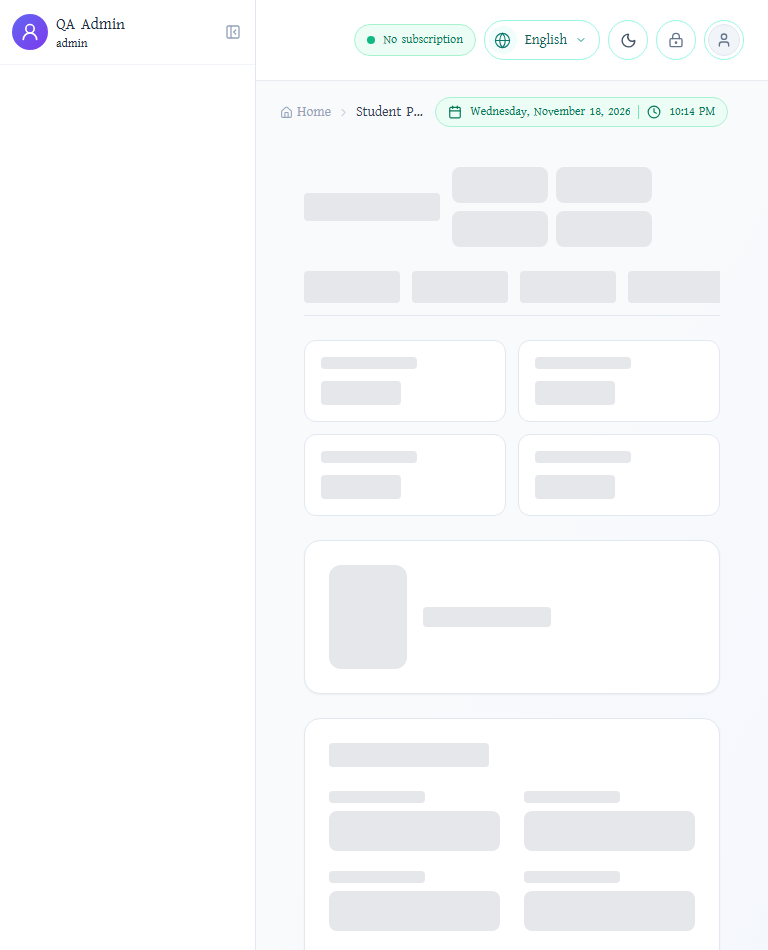 QA Admin
admin
No subscription
English
Home
Student P...
Wednesday, November 18, 2026
10:14 PM